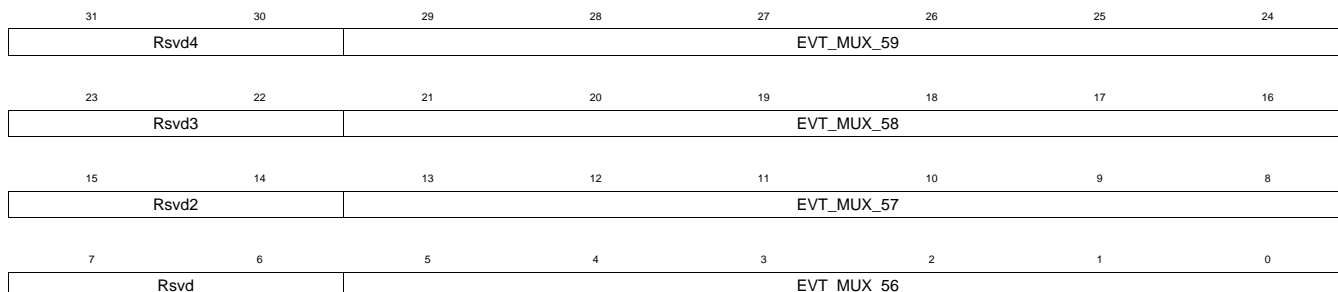 31 30 29 28 27 26 25 24
Rsvd4 EVT_MUX_59
23 22 21 20 19 18 17 16
Rsvd3 EVT_MUX_58
15 14 13 12 11 10 9 8
Rsvd2 EVT_MUX_57
7 6 5 4 3 2 1 0
Rsvd EVT_MUX_56